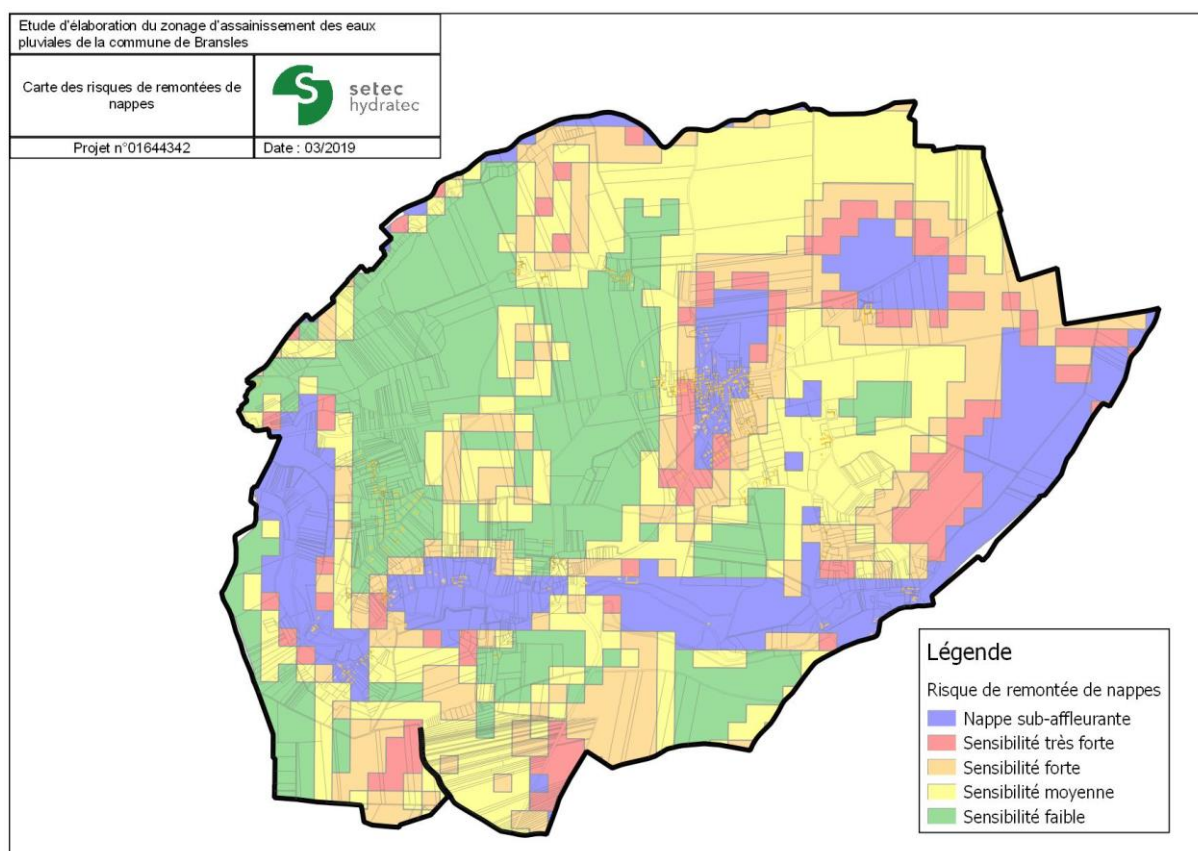 Etude d'élaboration du zonage d'assainissement des eaux
pluviales de la commune de Bransles
Carte des risques de remontées de
nappes
setec
hydratec
Projet n°01644342
Date : 03/2019
Légende
Risque de remontée de nappes
Nappe sub-affleurante
Sensibilité très forte
Sensibilité forte
Sensibilité moyenne
Sensibilité faible